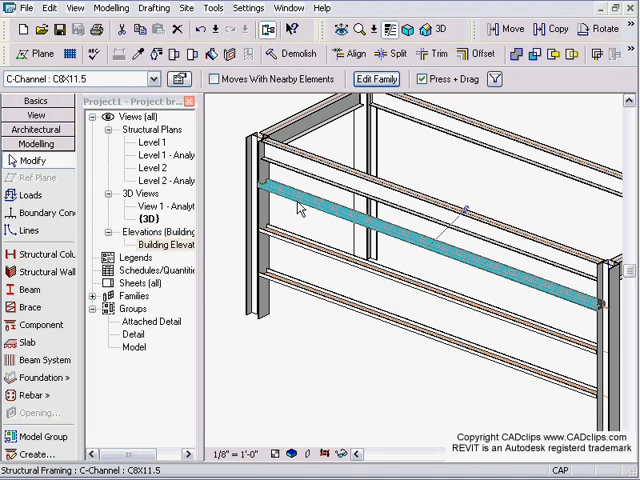 File Edit View Modelling Drafting Site Tools Settings Window Help
Move Copy Rotate
3D
Plane Demolish Align Split Trim Offset
C-Channel : C8X11.5 Moves With Nearby Elements Edit Family Press + Drag
Basics
View
Architectural
Modelling
Modify
Ref Plane
Loads
Boundary Con
Lines
Structural Colu
Structural Wal
Beam
Brace
Component
Slab
Beam System
Foundation »
Rebar »
Opening...
Model Group
Create...
Project1 - Project br...
Views (all)
Structural Plans
Level 1
Level 1 - Analy
Level 2
Level 2 - Analy
3D Views
View 1 - Analyt
{3D}
Elevations (Building
Building Elevat
Legends
Schedules/Quantitie
Sheets (all)
Families
Groups
Attached Detail
Detail
Model
1/8" = 1'-0"
Copyright CADclips www.CADclips.com
REVIT is an Autodesk registerd trademark
Structural Framing : C-Channel : C8X11.5
CAP